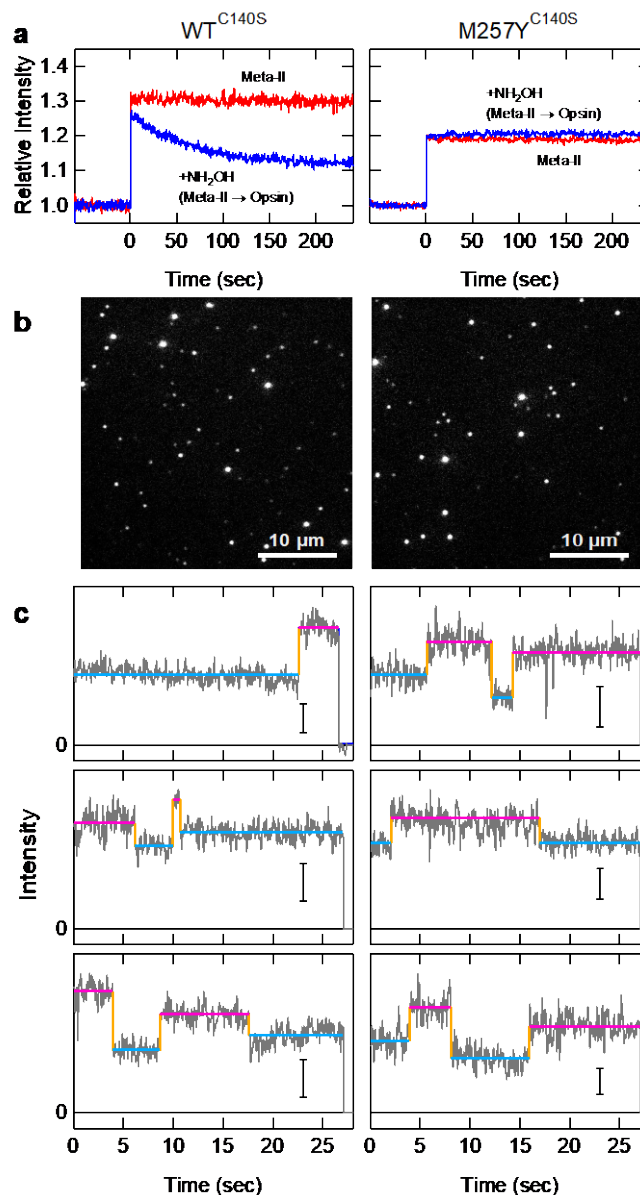 WT^C140S
M257Y^C140S
a
Relative Intensity
1.4
1.3
1.2
1.1
1.0
Meta-II
+NH₂OH
(Meta-II → Opsin)
0 50 100 150 200
Time (sec)
+NH₂OH
(Meta-II → Opsin)
Meta-II
0 50 100 150 200
Time (sec)
b
10 µm
10 µm
c
Intensity
0
0
0
0 5 10 15 20 25
Time (sec)
0 5 10 15 20 25
Time (sec)